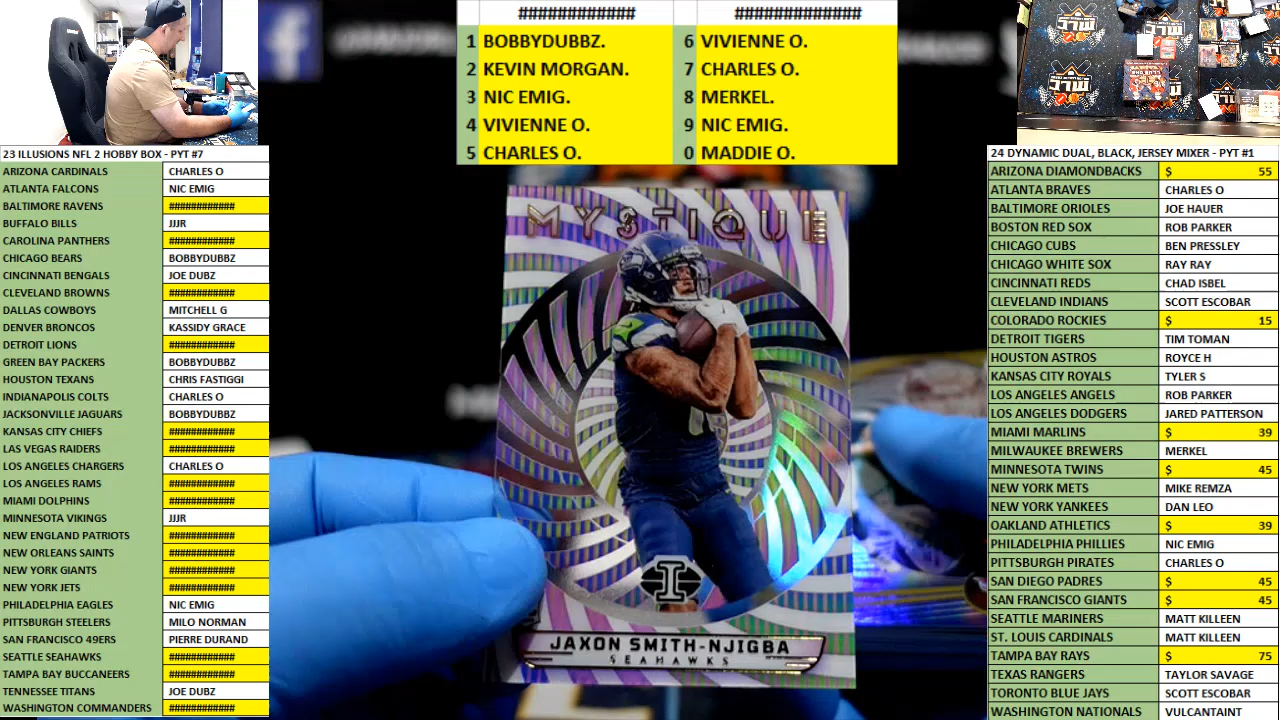 ############ ############
1 BOBBYDUBBZ. 6 VIVIENNE O.
2 KEVIN MORGAN. 7 CHARLES O.
3 NIC EMIG. 8 MERKEL.
4 VIVIENNE O. 9 NIC EMIG.
5 CHARLES O. 0 MADDIE O.
23 ILLUSIONS NFL 2 HOBBY BOX - PYT #7
ARIZONA CARDINALS CHARLES O
ATLANTA FALCONS NIC EMIG
BALTIMORE RAVENS ############
BUFFALO BILLS JJJR
CAROLINA PANTHERS ############
CHICAGO BEARS BOBBYDUBBZ
CINCINNATI BENGALS JOE DUBZ
CLEVELAND BROWNS ############
DALLAS COWBOYS MITCHELL G
DENVER BRONCOS KASSIDY GRACE
DETROIT LIONS ############
GREEN BAY PACKERS BOBBYDUBBZ
HOUSTON TEXANS CHRIS FASTIGGI
INDIANAPOLIS COLTS CHARLES O
JACKSONVILLE JAGUARS BOBBYDUBBZ
KANSAS CITY CHIEFS ############
LAS VEGAS RAIDERS ############
LOS ANGELES CHARGERS CHARLES O
LOS ANGELES RAMS ############
MIAMI DOLPHINS ############
MINNESOTA VIKINGS JJJR
NEW ENGLAND PATRIOTS ############
NEW ORLEANS SAINTS ############
NEW YORK GIANTS ############
NEW YORK JETS ############
PHILADELPHIA EAGLES NIC EMIG
PITTSBURGH STEELERS MILO NORMAN
SAN FRANCISCO 49ERS PIERRE DURAND
SEATTLE SEAHAWKS ############
TAMPA BAY BUCCANEERS ############
TENNESSEE TITANS JOE DUBZ
WASHINGTON COMMANDERS ############
MYSTIQUE
I
JAXON SMITH-NJIGBA
SEAHAWKS
24 DYNAMIC DUAL, BLACK, JERSEY MIXER - PYT #1
ARIZONA DIAMONDBACKS $ 55
ATLANTA BRAVES CHARLES O
BALTIMORE ORIOLES JOE HAUER
BOSTON RED SOX ROB PARKER
CHICAGO CUBS BEN PRESSLEY
CHICAGO WHITE SOX RAY RAY
CINCINNATI REDS CHAD ISBEL
CLEVELAND INDIANS SCOTT ESCOBAR
COLORADO ROCKIES $ 15
DETROIT TIGERS TIM TOMAN
HOUSTON ASTROS ROYCE H
KANSAS CITY ROYALS TYLER S
LOS ANGELES ANGELS ROB PARKER
LOS ANGELES DODGERS JARED PATTERSON
MIAMI MARLINS $ 39
MILWAUKEE BREWERS MERKEL
MINNESOTA TWINS $ 45
NEW YORK METS MIKE REMZA
NEW YORK YANKEES DAN LEO
OAKLAND ATHLETICS $ 39
PHILADELPHIA PHILLIES NIC EMIG
PITTSBURGH PIRATES CHARLES O
SAN DIEGO PADRES $ 45
SAN FRANCISCO GIANTS $ 45
SEATTLE MARINERS MATT KILLEEN
ST. LOUIS CARDINALS MATT KILLEEN
TAMPA BAY RAYS $ 75
TEXAS RANGERS TAYLOR SAVAGE
TORONTO BLUE JAYS SCOTT ESCOBAR
WASHINGTON NATIONALS VULCANTAINT